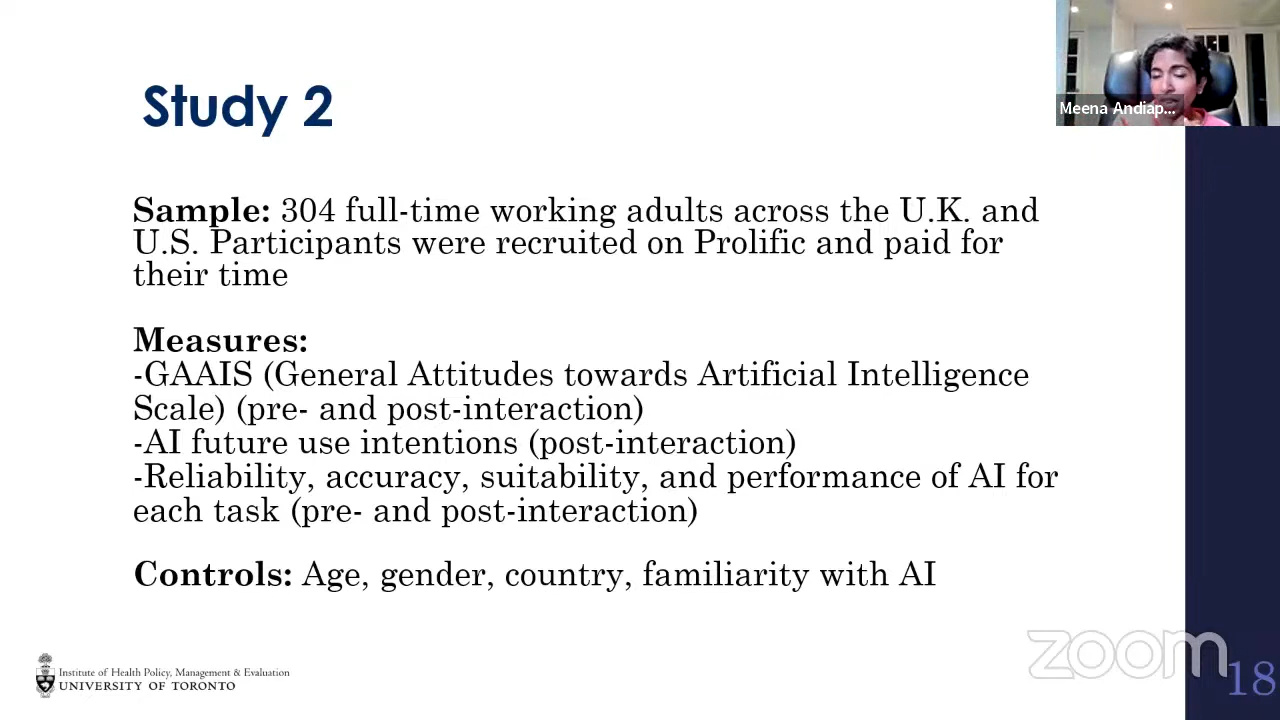 Study 2
Meena Andiap...
Sample: 304 full-time working adults across the U.K. and
U.S. Participants were recruited on Prolific and paid for
their time
Measures:
-GAAIS (General Attitudes towards Artificial Intelligence
Scale) (pre- and post-interaction)
-AI future use intentions (post-interaction)
-Reliability, accuracy, suitability, and performance of AI for
each task (pre- and post-interaction)
Controls: Age, gender, country, familiarity with AI
zoom
Institute of Health Policy, Management & Evaluation
UNIVERSITY OF TORONTO
18